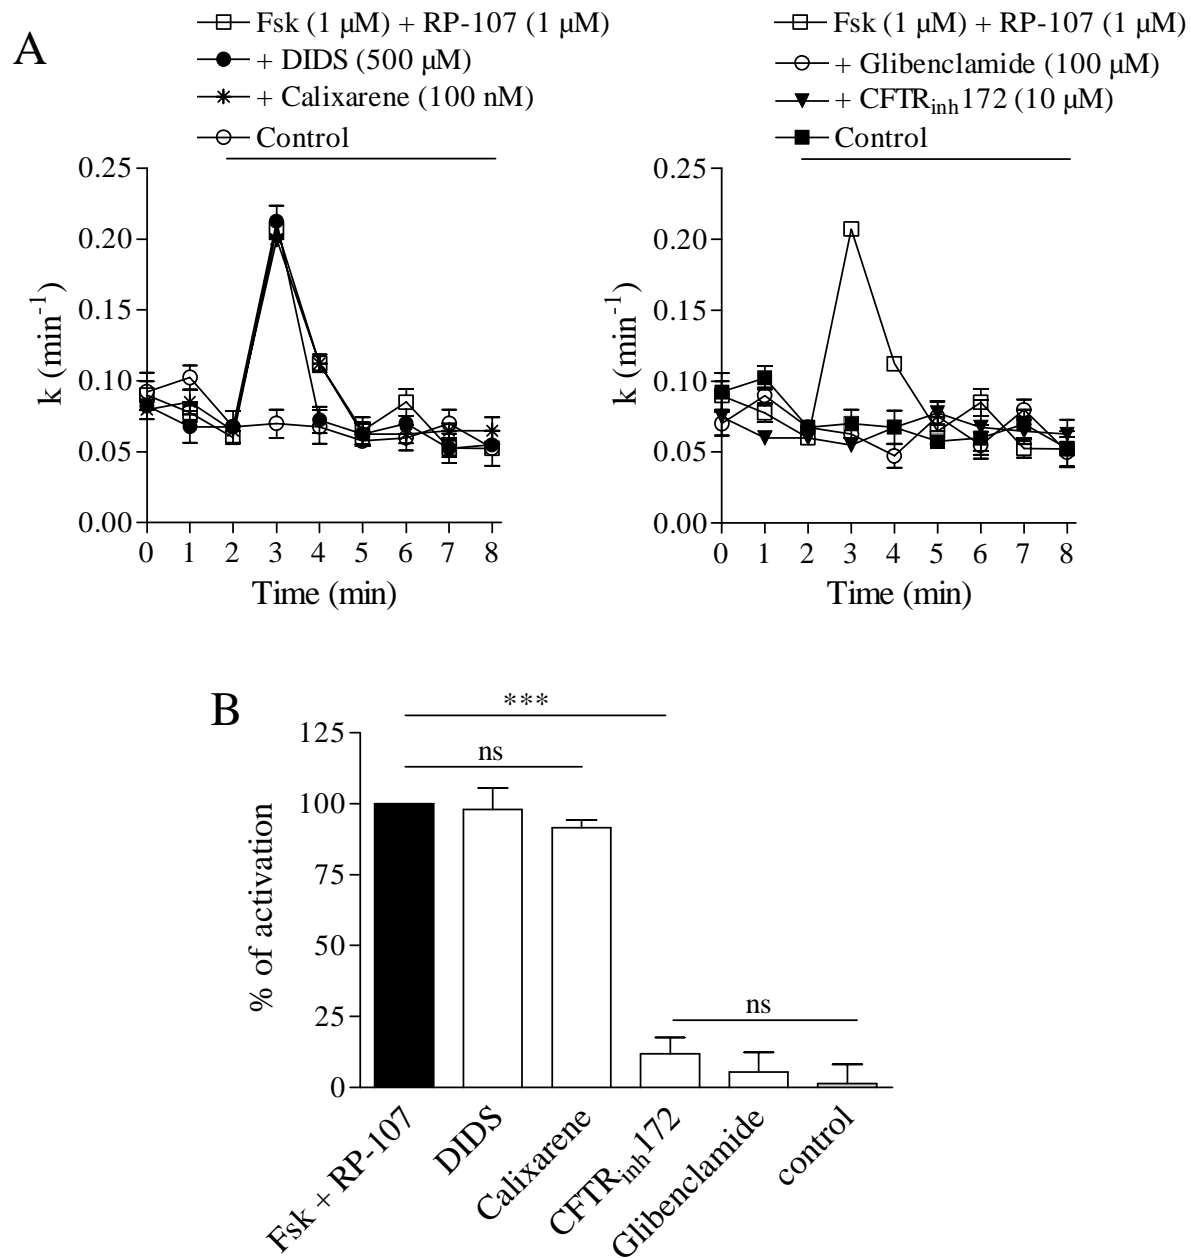 A
Fsk (1 µM) + RP-107 (1 µM)
+ DIDS (500 µM)
+ Calixarene (100 nM)
Control
0.25
0.20
0.15
0.10
0.05
0.00
k (min⁻¹)
0 1 2 3 4 5 6 7 8
Time (min)
Fsk (1 µM) + RP-107 (1 µM)
+ Glibenclamide (100 µM)
+ CFTRinh172 (10 µM)
Control
0.25
0.20
0.15
0.10
0.05
0.00
k (min⁻¹)
0 1 2 3 4 5 6 7 8
Time (min)
B
***
ns
ns
125
100
75
50
25
0
% of activation
Fsk + RP-107
DIDS
Calixarene
CFTRinh172
Glibenclamide
control